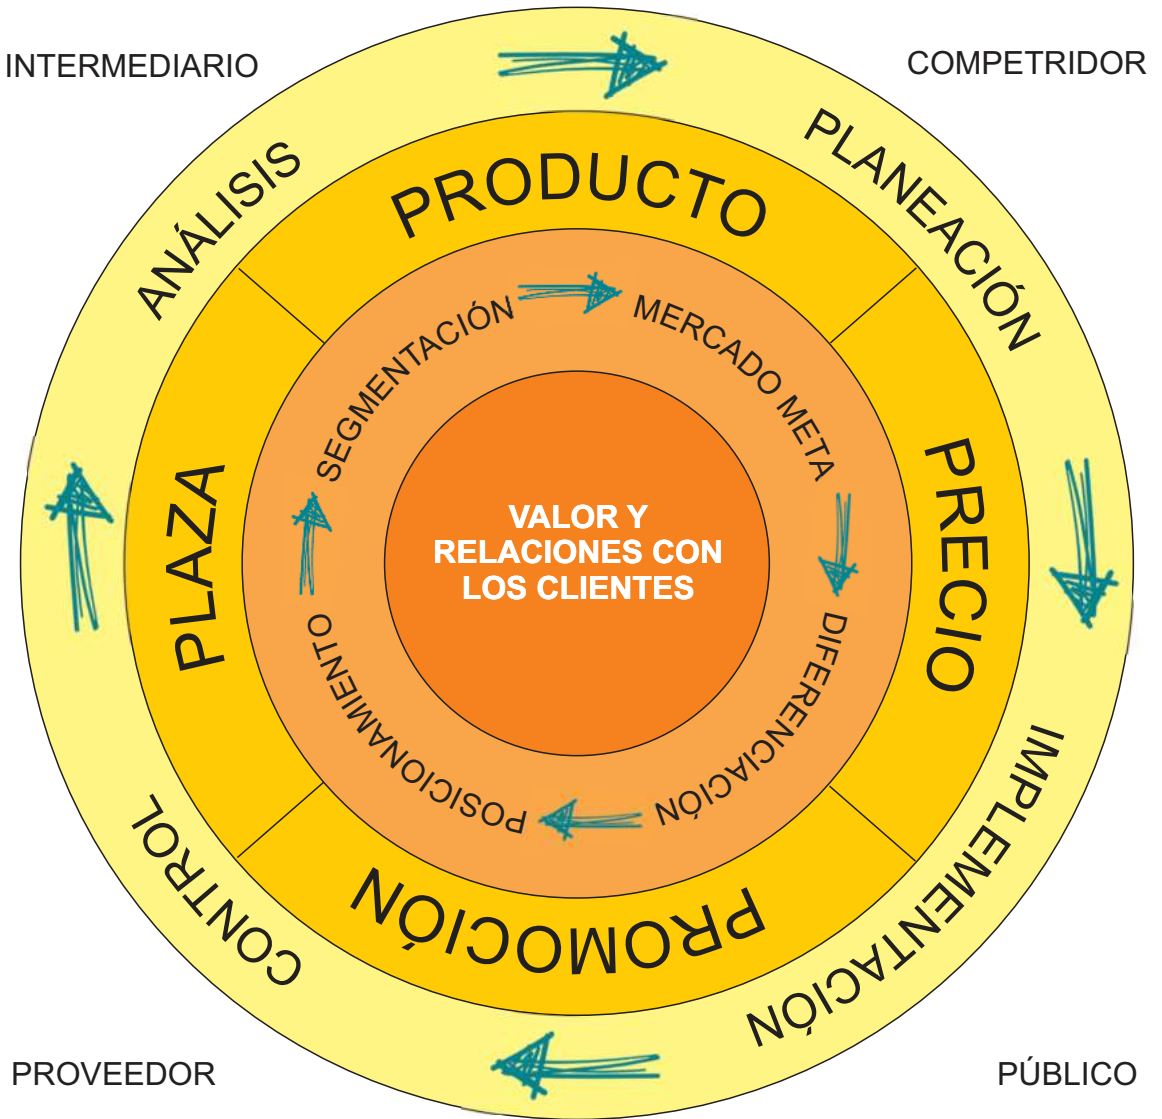 INTERMEDIARIO
COMPETRIDOR
ANÁLISIS
PLANEACIÓN
IMPLEMENTACIÓN
CONTROL
PRODUCTO
PRECIO
PROMOCIÓN
PLAZA
SEGMENTACIÓN
MERCADO META
DIFERENCIACIÓN
POSICIONAMIENTO
VALOR Y
RELACIONES CON
LOS CLIENTES
PROVEEDOR
PÚBLICO